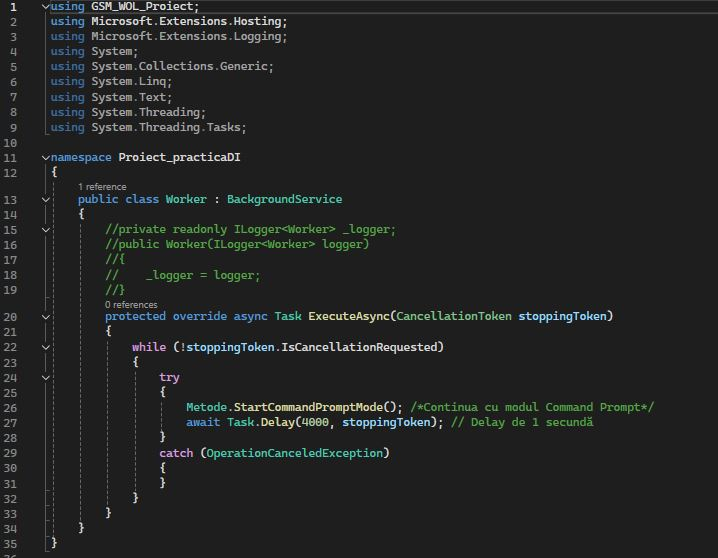 1 using GSM_WOL_Proiect;
2 using Microsoft.Extensions.Hosting;
3 using Microsoft.Extensions.Logging;
4 using System;
5 using System.Collections.Generic;
6 using System.Linq;
7 using System.Text;
8 using System.Threading;
9 using System.Threading.Tasks;
10
11 namespace Proiect_practicaDI
12 {
1 reference
13 public class Worker : BackgroundService
14 {
15 //private readonly ILogger<Worker> _logger;
16 //public Worker(ILogger<Worker> logger)
17 //{
18 //    _logger = logger;
19 //}
0 references
20 protected override async Task ExecuteAsync(CancellationToken stoppingToken)
21 {
22 while (!stoppingToken.IsCancellationRequested)
23 {
24 try
25 {
26 Metode.StartCommandPromptMode(); /*Continua cu modul Command Prompt*/
27 await Task.Delay(4000, stoppingToken); // Delay de 1 secundă
28 }
29 catch (OperationCanceledException)
30 {
31 }
32 }
33 }
34 }
35 }